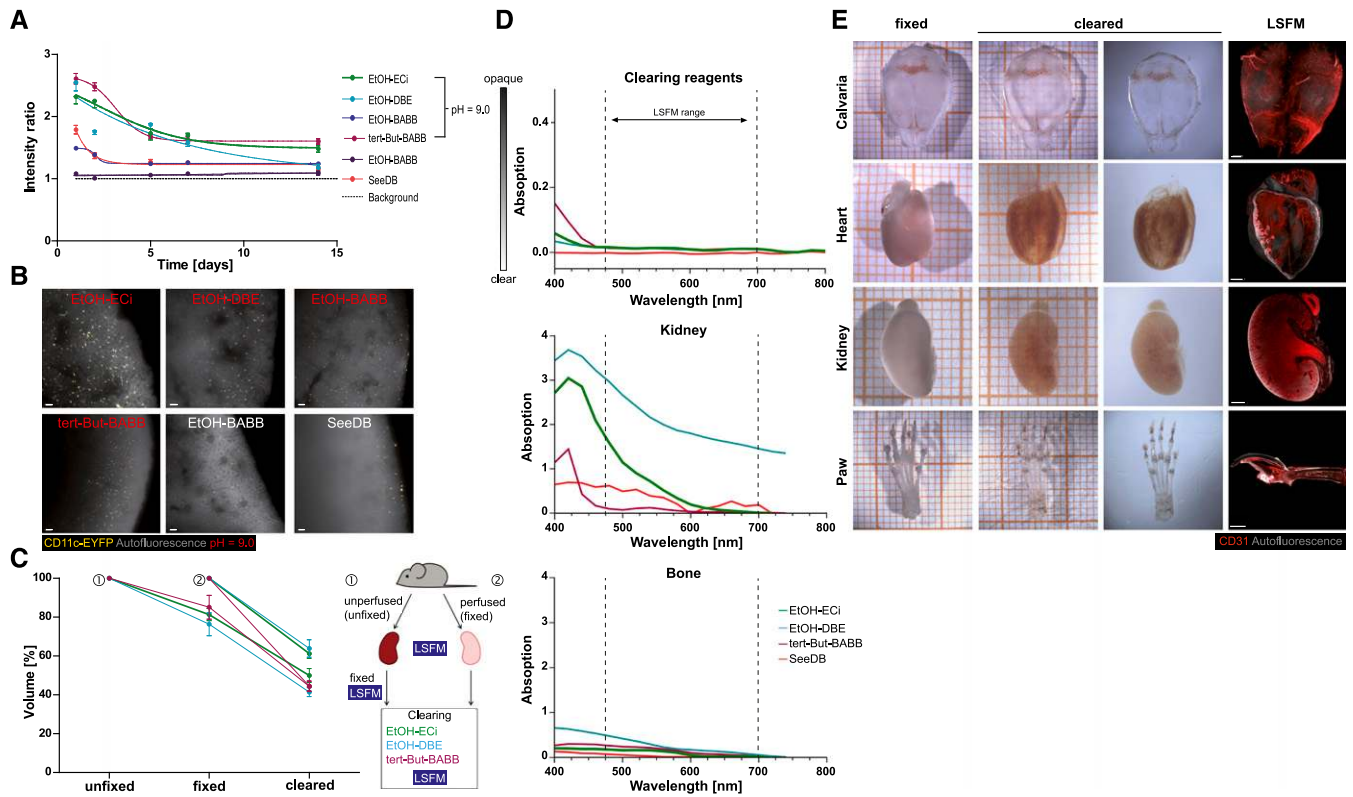 A
3
2
1
0
Intensity ratio
0
5
10
15
Time [days]
EtOH-ECi
EtOH-DBE
EtOH-BABB
tert-But-BABB
EtOH-BABB
SeeDB
Background
pH = 9.0
B
EtOH-ECi
EtOH-DBE
EtOH-BABB
tert-But-BABB
EtOH-BABB
SeeDB
CD11c-EYFP Autofluorescence pH = 9.0
C
100
80
60
40
20
0
Volume [%]
①
②
unfixed
fixed
cleared
①
②
unperfused
(unfixed)
perfused
(fixed)
LSFM
fixed
LSFM
Clearing
EtOH-ECi
EtOH-DBE
tert-But-BABB
LSFM
D
opaque
clear
Clearing reagents
LSFM range
0.4
0.2
0.0
Absoption
400
500
600
700
800
Wavelength [nm]
Kidney
4
3
2
1
0
Absoption
400
500
600
700
800
Wavelength [nm]
Bone
4
3
2
1
0
Absoption
EtOH-ECi
EtOH-DBE
tert-But-BABB
SeeDB
400
500
600
700
800
Wavelength [nm]
E
fixed
cleared
LSFM
Calvaria
Heart
Kidney
Paw
CD31 Autofluorescence